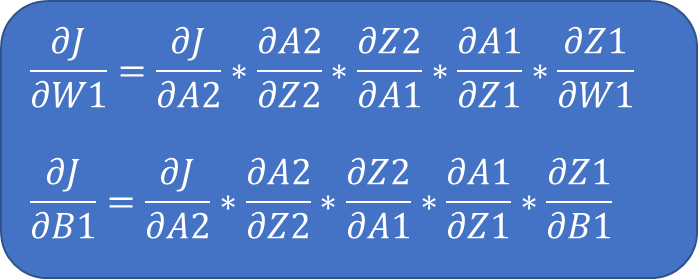 ∂J/∂W1 = ∂J/∂A2 * ∂A2/∂Z2 * ∂Z2/∂A1 * ∂A1/∂Z1 * ∂Z1/∂W1
∂J/∂B1 = ∂J/∂A2 * ∂A2/∂Z2 * ∂Z2/∂A1 * ∂A1/∂Z1 * ∂Z1/∂B1